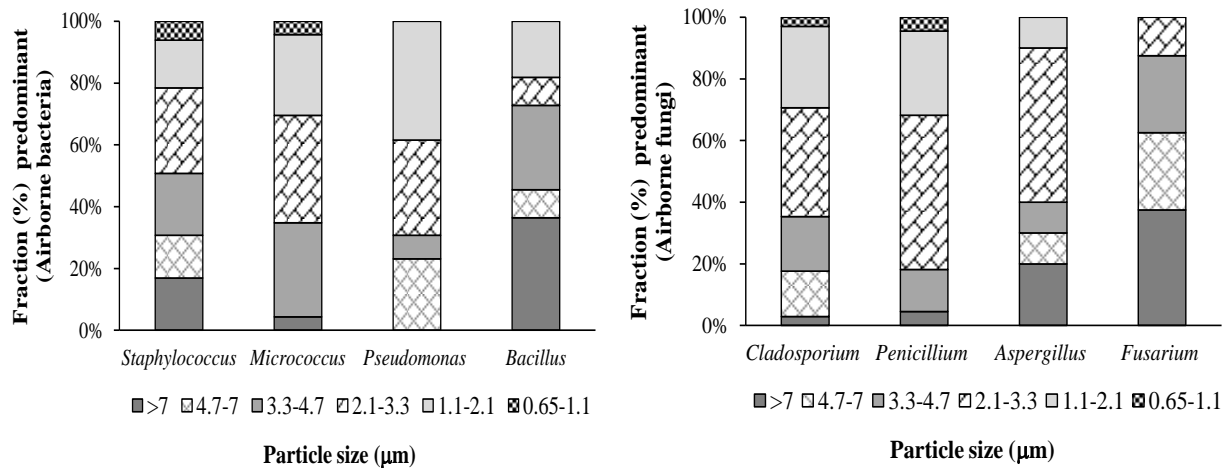 Fraction (%) predominant
(Airborne bacteria)
100%
80%
60%
40%
20%
0%
Staphylococcus Micrococcus Pseudomonas Bacillus
>7 4.7-7 3.3-4.7 2.1-3.3 1.1-2.1 0.65-1.1
Particle size (µm)
Fraction (%) predominant
(Airborne fungi)
100%
80%
60%
40%
20%
0%
Cladosporium Penicillium Aspergillus Fusarium
>7 4.7-7 3.3-4.7 2.1-3.3 1.1-2.1 0.65-1.1
Particle size (µm)